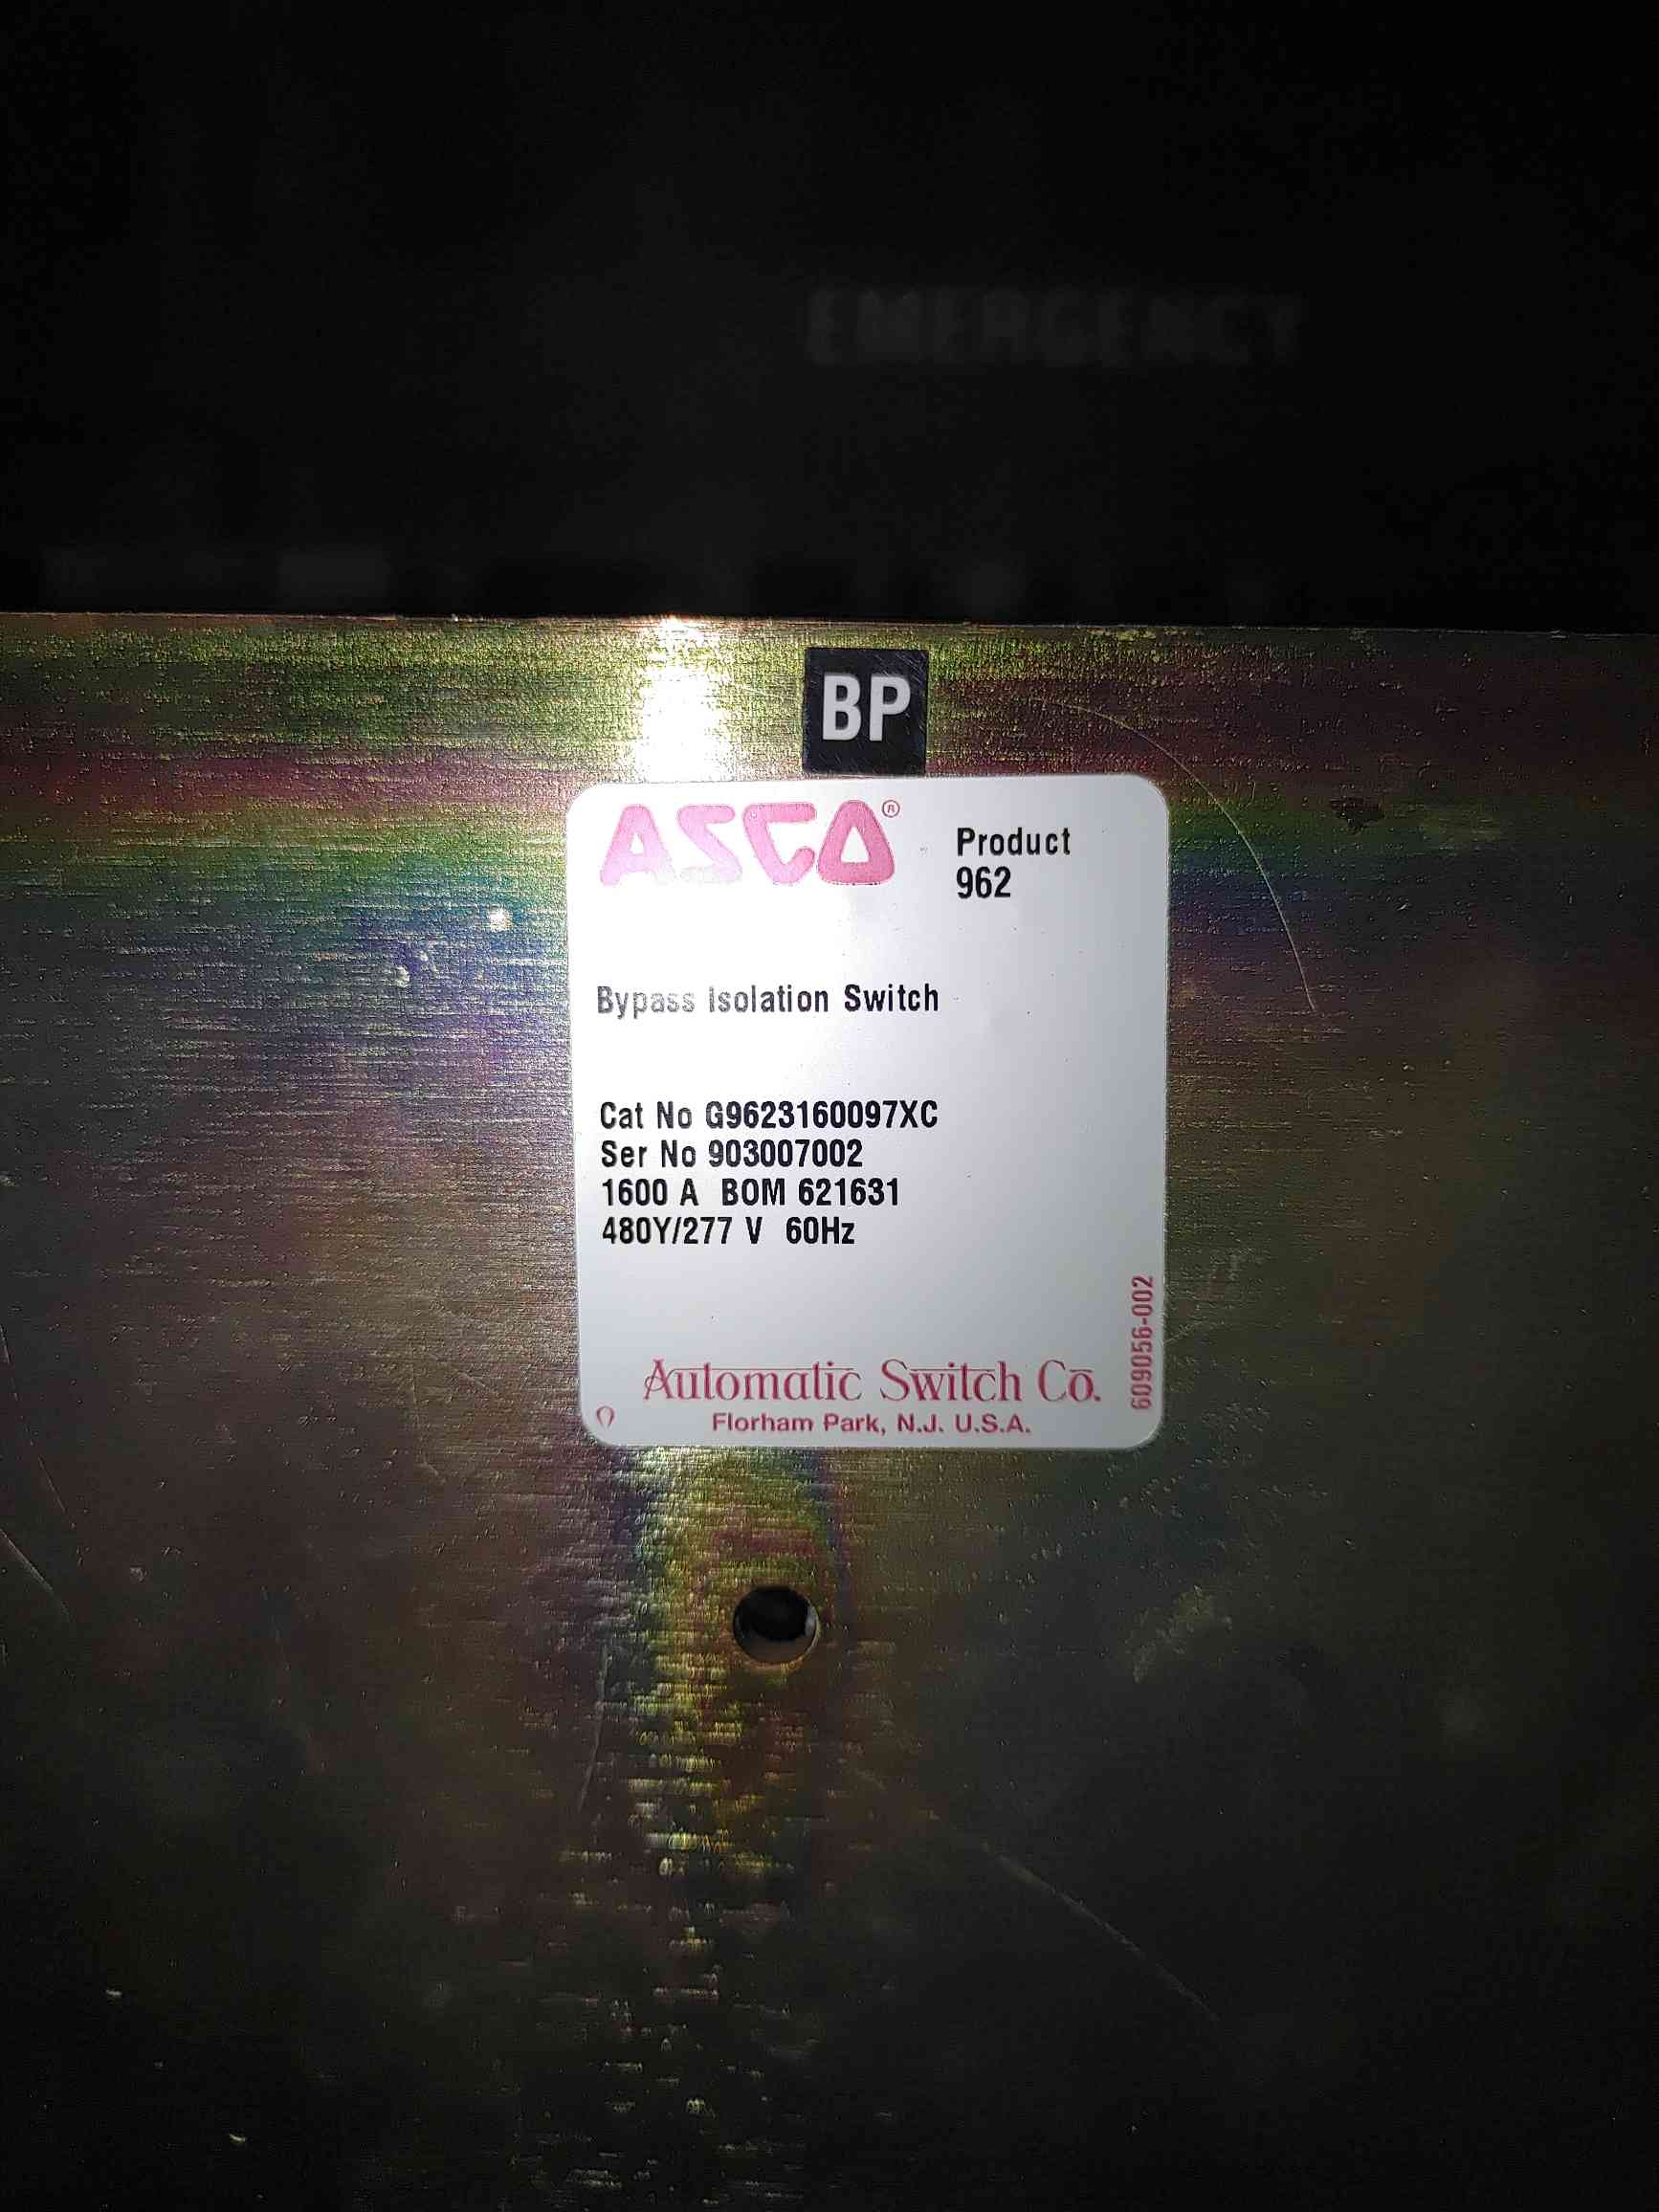 EMERGENCY
BP
ASCO®
Product
962
Bypass Isolation Switch
Cat No G9623160097XC
Ser No 903007002
1600 A BOM 621631
480Y/277 V 60Hz
609056-002
Automatic Switch Co.
Florham Park, N.J. U.S.A.